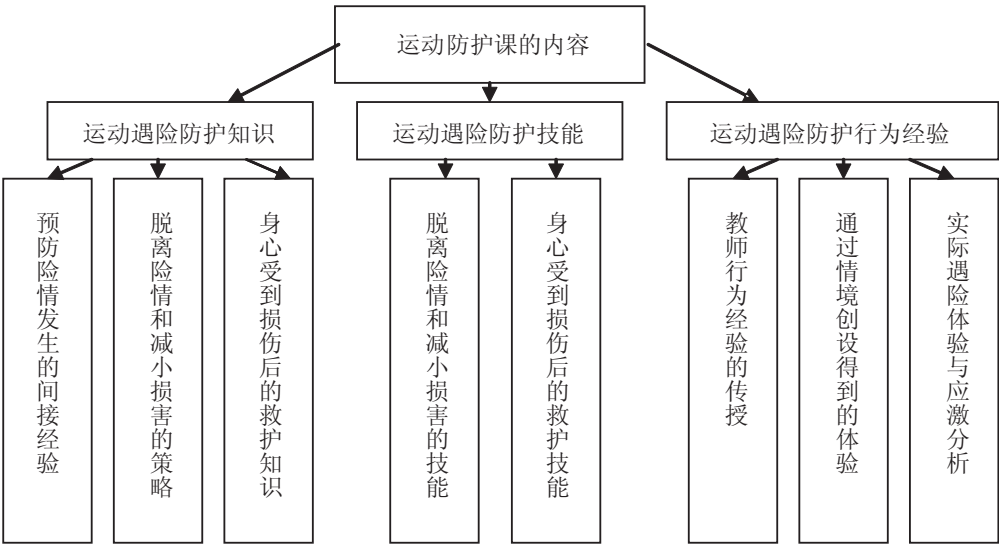 运动防护课的内容
运动遇险防护知识
运动遇险防护技能
运动遇险防护行为经验
预防险情发生的间接经验
脱离险情和减小损害的策略
身心受到损伤后的救护知识
脱离险情和减小损害的技能
身心受到损伤后的救护技能
教师行为经验的传授
通过情境创设得到的体验
实际遇险体验与应激分析